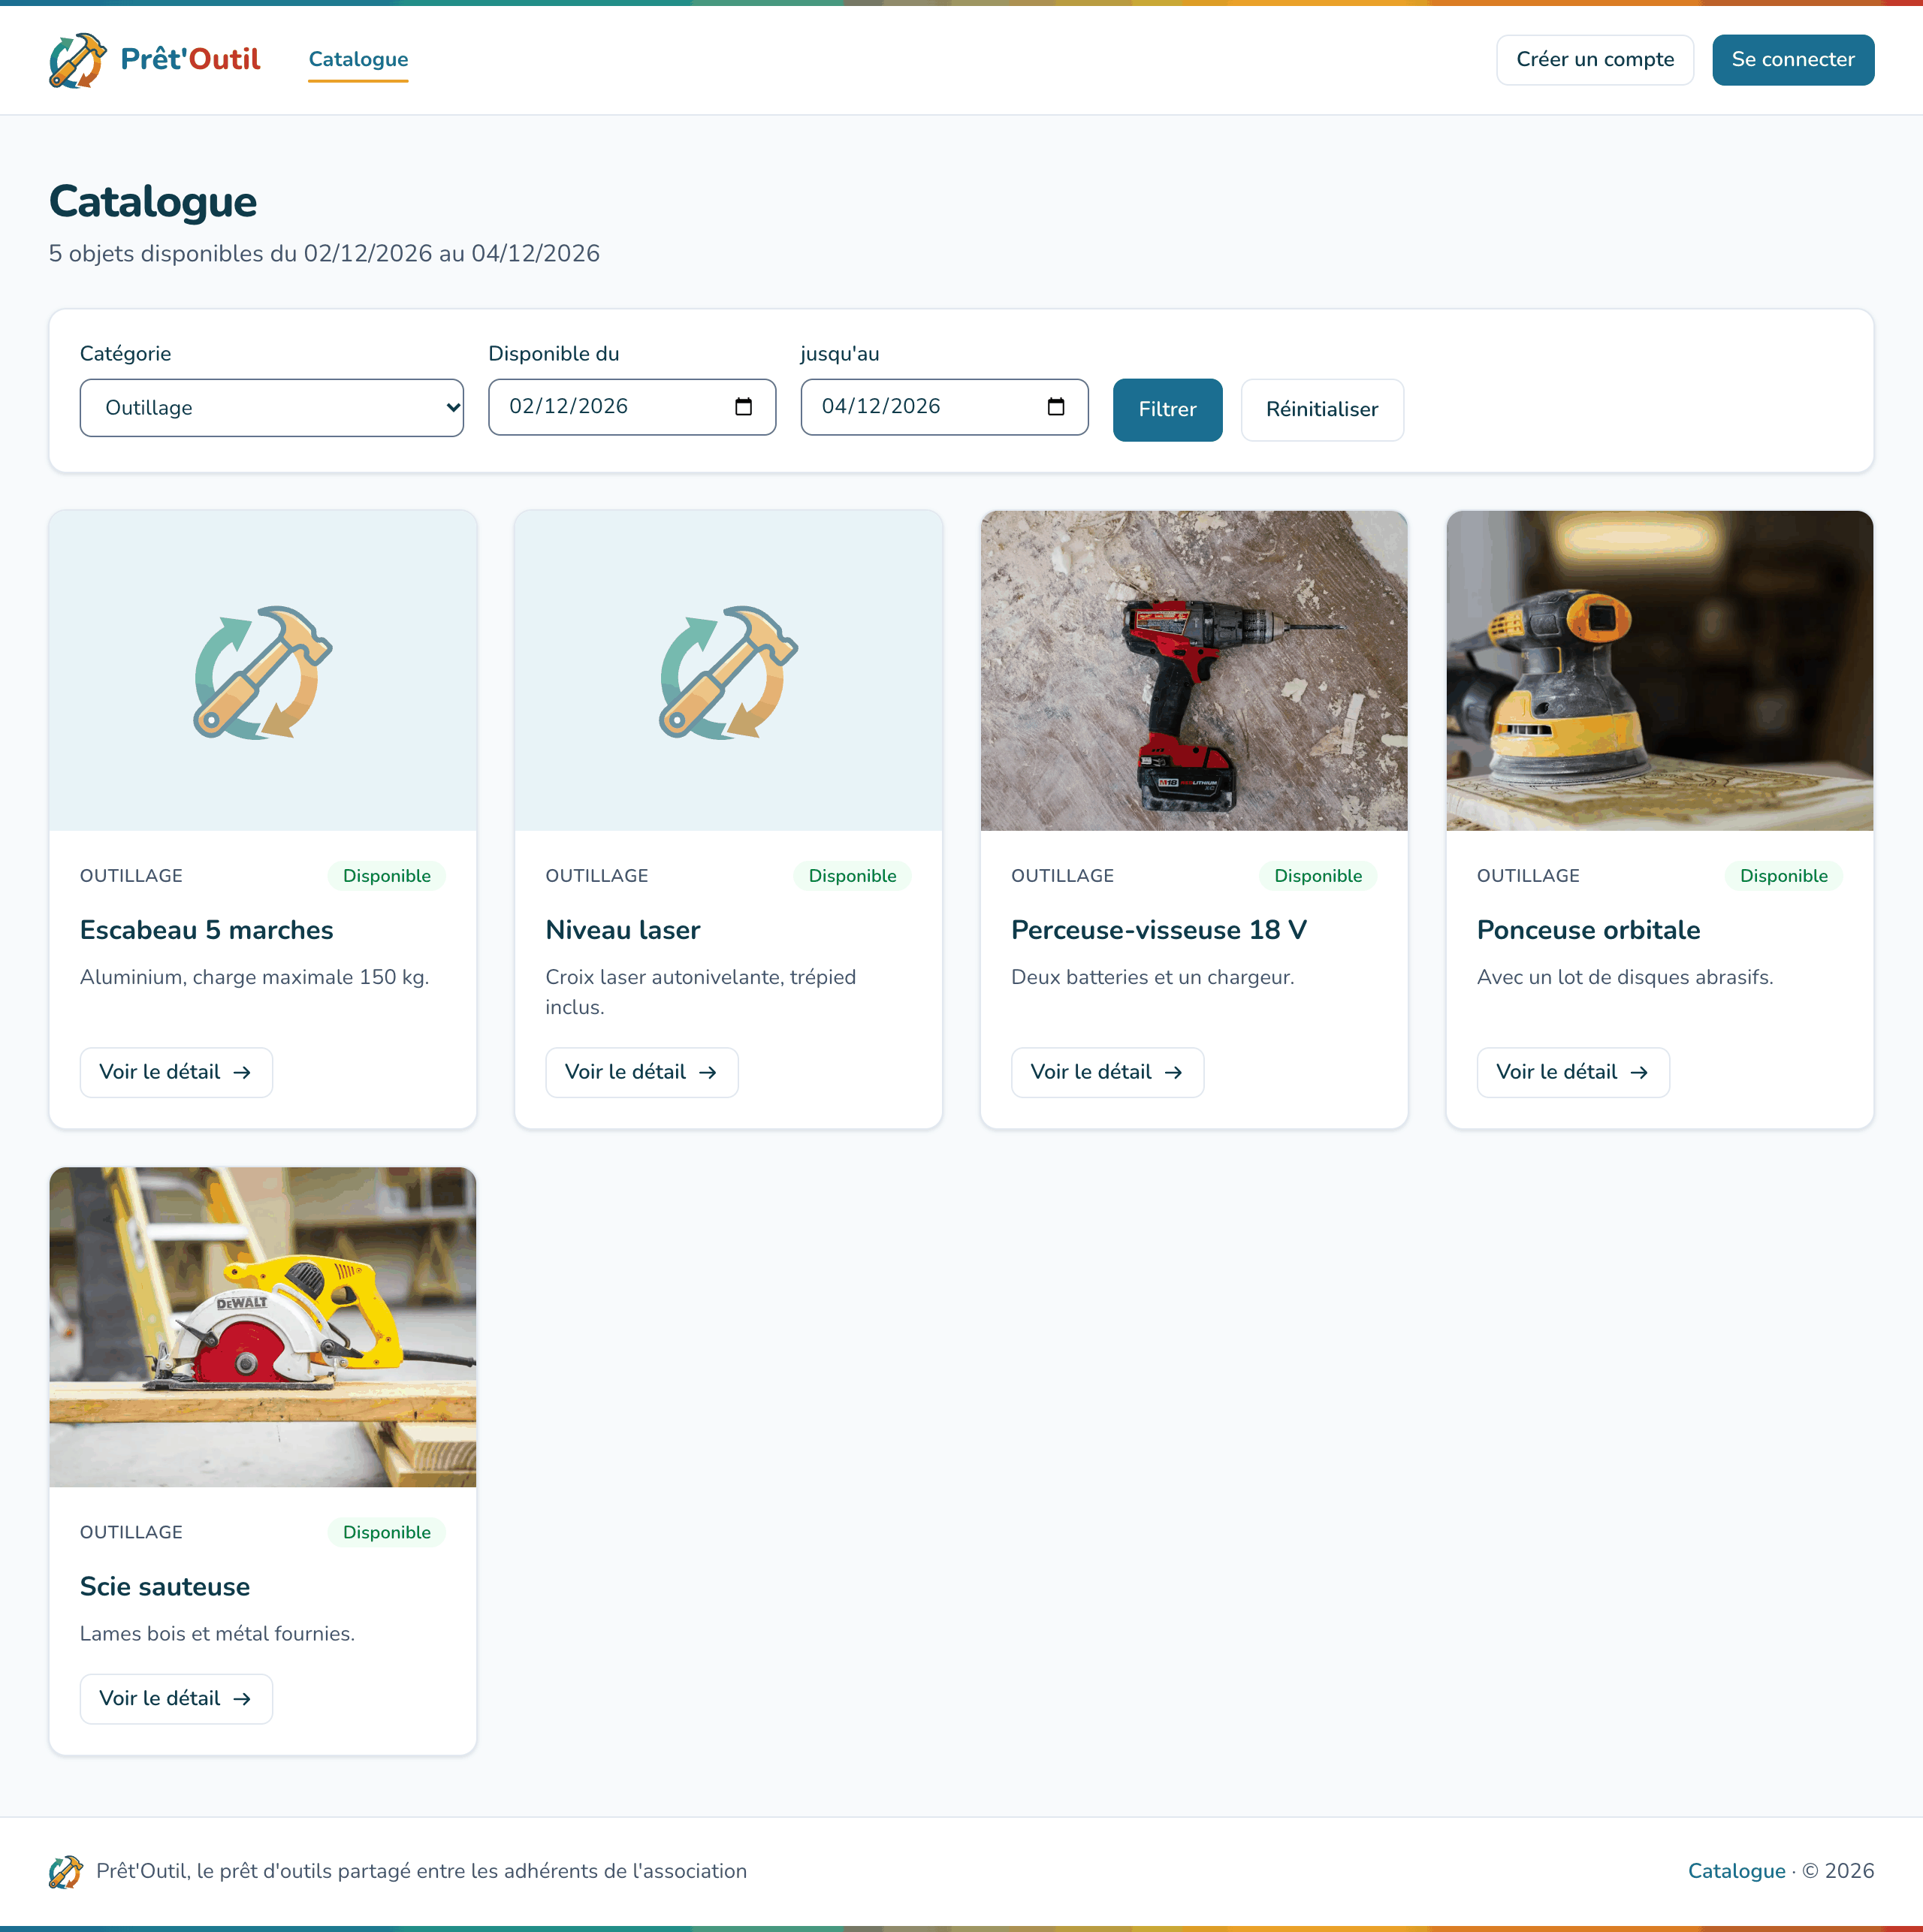 Prêt'Outil
Catalogue
Créer un compte
Se connecter
Catalogue
5 objets disponibles du 02/12/2026 au 04/12/2026
Catégorie
Disponible du
jusqu'au
Outillage
02/12/2026
04/12/2026
Filtrer
Réinitialiser
OUTILLAGE
Disponible
Escabeau 5 marches
Aluminium, charge maximale 150 kg.
Voir le détail →
OUTILLAGE
Disponible
Niveau laser
Croix laser autonivelante, trépied
inclus.
Voir le détail →
M18
OUTILLAGE
Disponible
Perceuse-visseuse 18 V
Deux batteries et un chargeur.
Voir le détail →
OUTILLAGE
Disponible
Ponceuse orbitale
Avec un lot de disques abrasifs.
Voir le détail →
DEWALT
OUTILLAGE
Disponible
Scie sauteuse
Lames bois et métal fournies.
Voir le détail →
Prêt'Outil, le prêt d'outils partagé entre les adhérents de l'association
Catalogue · © 2026